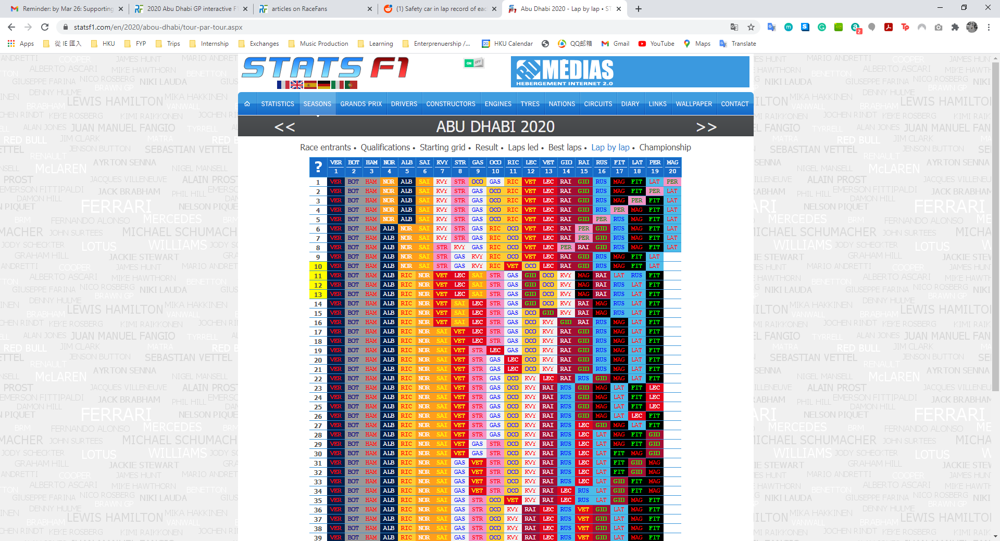 Reminder: by Mar 26: Supporting
2020 Abu Dhabi GP interactive F1
articles on RaceFans
(1) Safety car in lap record of eac
Abu Dhabi 2020 - Lap by lap • ST
statsf1.com/en/2020/abou-dhabi/tour-par-tour.aspx
Apps 從 IE 匯入 HKU FYP Trips Internship Exchanges Music Production Learning Enterprenuership /... HKU Calendar QQ邮箱 Gmail YouTube Maps Translate
STATS F1
ON OFF
MÉDIAS
HEBERGEMENT INTERNET 2.0
STATISTICS SEASONS GRANDS PRIX DRIVERS CONSTRUCTORS ENGINES TYRES NATIONS CIRCUITS DIARY LINKS WALLPAPER CONTACT
<< ABU DHABI 2020 >>
Race entrants • Qualifications • Starting grid • Result • Laps led • Best laps • Lap by lap • Championship
? VER BOT HAM NOR ALB SAI KVY STR GAS OCO RIC LEC VET GIO RAI RUS FIT LAT PER MAG
1 2 3 4 5 6 7 8 9 10 11 12 13 14 15 16 17 18 19 20
1 VER BOT HAM NOR ALB SAI KVY STR OCO GAS RIC VET LEC RAI GIO RUS MAG FIT LAT PER
2 VER BOT HAM NOR ALB SAI KVY STR GAS OCO RIC VET LEC RAI GIO RUS MAG FIT PER LAT
3 VER BOT HAM NOR ALB SAI KVY STR GAS OCO RIC VET LEC RAI GIO RUS MAG PER FIT LAT
4 VER BOT HAM NOR ALB SAI KVY STR GAS OCO RIC VET LEC RAI GIO RUS PER MAG FIT LAT
5 VER BOT HAM NOR ALB SAI KVY STR GAS OCO RIC VET LEC RAI GIO PER RUS MAG FIT LAT
6 VER BOT HAM ALB NOR SAI KVY STR GAS RIC OCO VET LEC RAI PER GIO RUS MAG FIT LAT
7 VER BOT HAM ALB NOR SAI KVY STR GAS RIC OCO VET LEC RAI PER GIO RUS MAG FIT LAT
8 VER BOT HAM ALB NOR SAI STR KVY GAS RIC OCO VET LEC PER RAI GIO RUS MAG FIT LAT
9 VER BOT HAM ALB NOR SAI STR GAS KVY RIC OCO VET LEC RAI GIO RUS MAG FIT LAT
10 VER BOT HAM ALB NOR SAI STR GAS KVY RIC VET OCO LEC RAI GIO RUS MAG FIT LAT
11 VER BOT HAM ALB RIC NOR VET LEC SAI STR GAS GIO OCO KVY MAG RAI LAT RUS FIT
12 VER BOT HAM ALB RIC NOR VET LEC SAI STR GAS GIO OCO KVY MAG RAI RUS LAT FIT
13 VER BOT HAM ALB RIC NOR VET LEC SAI STR GAS GIO OCO KVY MAG RAI RUS LAT FIT
14 VER BOT HAM ALB RIC NOR VET SAI LEC STR GAS GIO OCO KVY RAI MAG RUS LAT FIT
15 VER BOT HAM ALB RIC NOR VET SAI LEC STR GAS OCO GIO KVY RAI MAG RUS LAT FIT
16 VER BOT HAM ALB RIC NOR VET SAI LEC STR GAS OCO KVY GIO RAI RUS MAG LAT FIT
17 VER BOT HAM ALB RIC NOR SAI VET LEC STR GAS OCO KVY RAI GIO RUS MAG LAT FIT
18 VER BOT HAM ALB RIC NOR SAI VET LEC STR GAS OCO KVY RAI GIO RUS MAG LAT FIT
19 VER BOT HAM ALB RIC NOR SAI VET STR LEC GAS OCO KVY RAI GIO RUS MAG LAT FIT
20 VER BOT HAM ALB RIC NOR SAI VET STR GAS LEC OCO KVY RAI GIO RUS MAG LAT FIT
21 VER BOT HAM ALB RIC NOR SAI VET STR GAS LEC OCO KVY RAI GIO RUS MAG LAT FIT
22 VER BOT HAM ALB RIC NOR SAI VET STR GAS OCO KVY LEC RAI RUS GIO MAG LAT FIT
23 VER BOT HAM ALB RIC NOR SAI VET STR GAS OCO KVY RAI RUS GIO MAG LAT FIT LEC
24 VER BOT HAM ALB RIC NOR SAI VET STR GAS OCO KVY RAI RUS GIO MAG LAT FIT LEC
25 VER BOT HAM ALB RIC NOR SAI VET STR GAS OCO KVY RAI RUS GIO MAG LAT FIT LEC
26 VER BOT HAM ALB RIC NOR SAI VET STR GAS OCO KVY RAI RUS GIO MAG LAT LEC FIT
27 VER BOT HAM ALB RIC NOR SAI VET STR GAS OCO KVY RAI RUS LEC GIO MAG LAT FIT
28 VER BOT HAM ALB RIC NOR SAI VET STR GAS OCO KVY RAI RUS LEC LAT MAG FIT GIO
29 VER BOT HAM ALB RIC NOR SAI VET GAS STR OCO KVY RAI RUS LEC LAT MAG FIT GIO
30 VER BOT HAM ALB RIC NOR SAI VET GAS STR OCO KVY RAI RUS LEC LAT FIT MAG GIO
31 VER BOT HAM ALB RIC NOR SAI GAS VET STR OCO KVY RAI RUS LEC LAT FIT GIO MAG
32 VER BOT HAM ALB RIC NOR SAI GAS VET STR OCO KVY RAI RUS LEC LAT FIT GIO MAG
33 VER BOT HAM ALB RIC NOR SAI GAS VET STR OCO KVY RAI RUS LEC LAT GIO FIT MAG
34 VER BOT HAM ALB RIC NOR SAI GAS VET STR OCO KVY RAI LEC RUS LAT GIO FIT MAG
35 VER BOT HAM ALB RIC NOR SAI GAS STR OCO VET KVY RAI LEC RUS LAT GIO FIT MAG
36 VER BOT HAM ALB RIC NOR SAI GAS STR OCO KVY RAI LEC RUS VET GIO LAT MAG FIT
37 VER BOT HAM ALB RIC NOR SAI GAS STR OCO KVY RAI LEC RUS VET GIO LAT MAG FIT
38 VER BOT HAM ALB RIC NOR SAI GAS STR OCO KVY RAI LEC RUS VET GIO LAT MAG FIT
39 VER BOT HAM ALB RIC NOR SAI GAS STR OCO KVY RAI LEC RUS VET GIO LAT MAG FIT